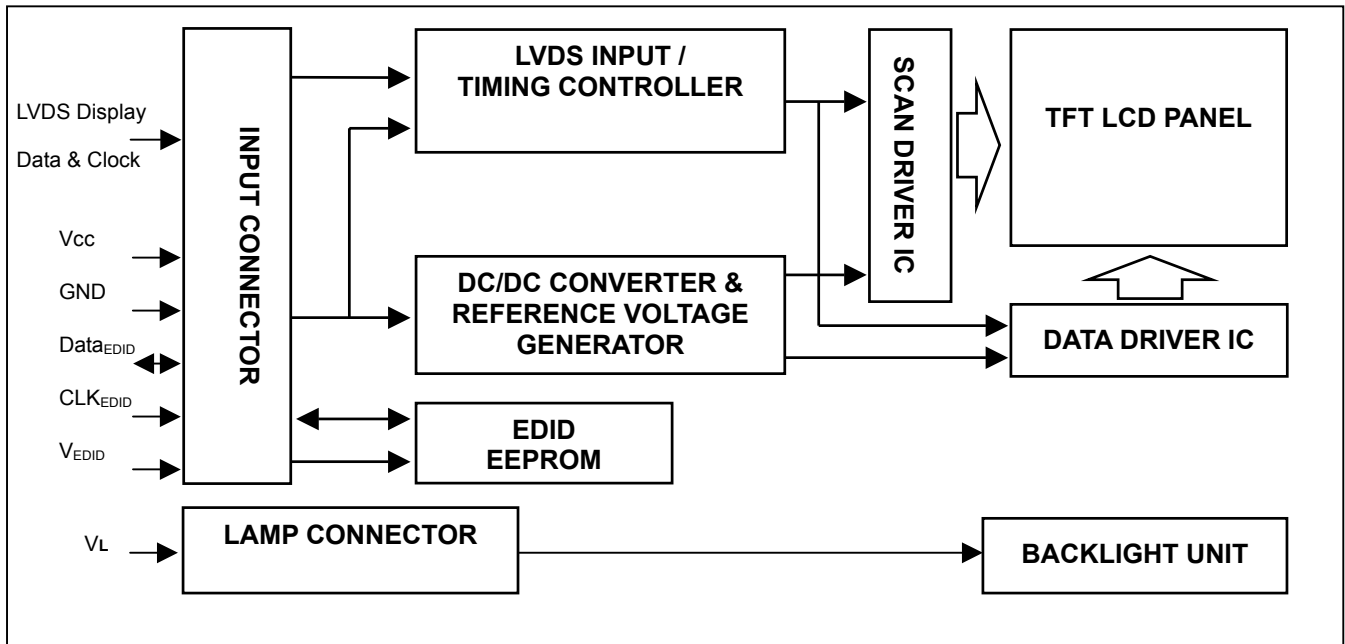 LVDS Display
Data & Clock
Vcc
GND
DataEDID
CLKEDID
VEDID
VL
INPUT CONNECTOR
LVDS INPUT /
TIMING CONTROLLER
DC/DC CONVERTER &
REFERENCE VOLTAGE
GENERATOR
EDID
EEPROM
LAMP CONNECTOR
SCAN DRIVER IC
TFT LCD PANEL
DATA DRIVER IC
BACKLIGHT UNIT